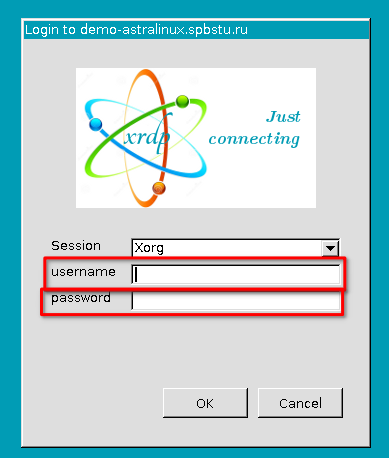 Login to demo-astralinux.spbstu.ru
Just
xrdp connecting
Session Xorg
username
password
OK Cancel